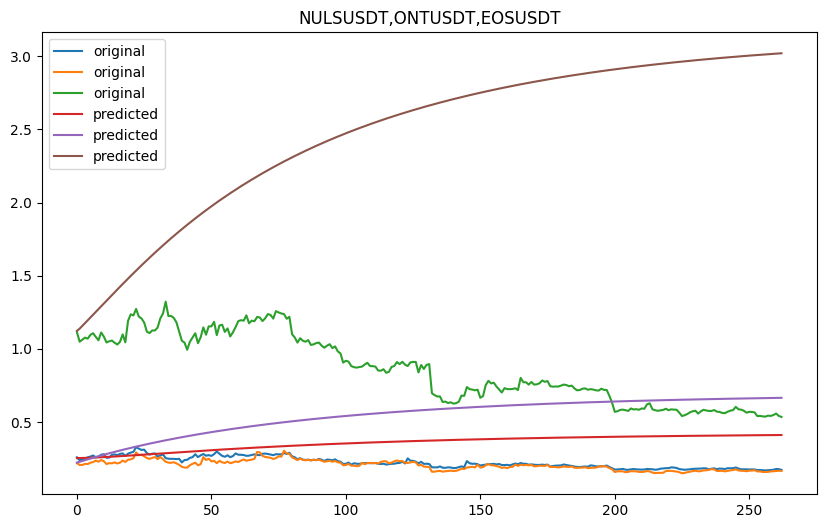 NULSUSDT,ONTUSDT,EOSUSDT
original
original
original
predicted
predicted
predicted
3.0
2.5
2.0
1.5
1.0
0.5
0
50
100
150
200
250